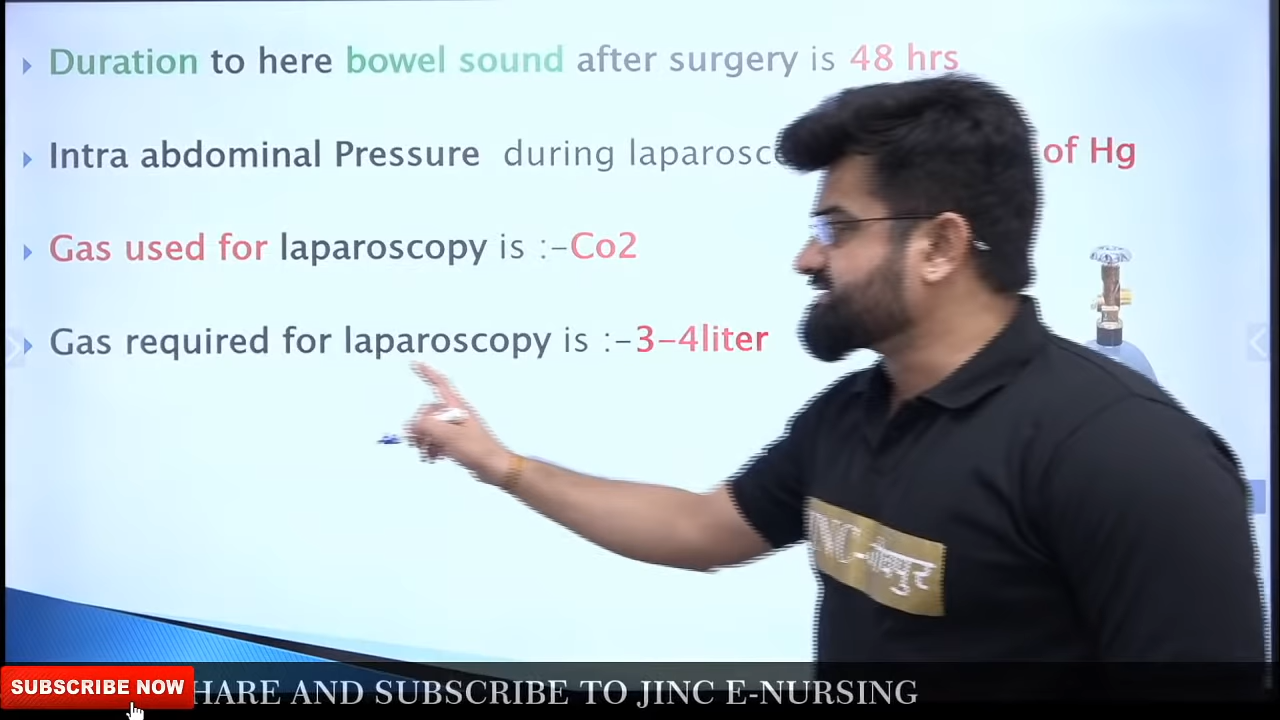 Duration to here bowel sound after surgery is 48 hrs
Intra abdominal Pressure during laparosc of Hg
Gas used for laparoscopy is :-Co2
Gas required for laparoscopy is :-3-4liter
JINC-जोधपुर
SUBSCRIBE NOW
HARE AND SUBSCRIBE TO JINC E-NURSING